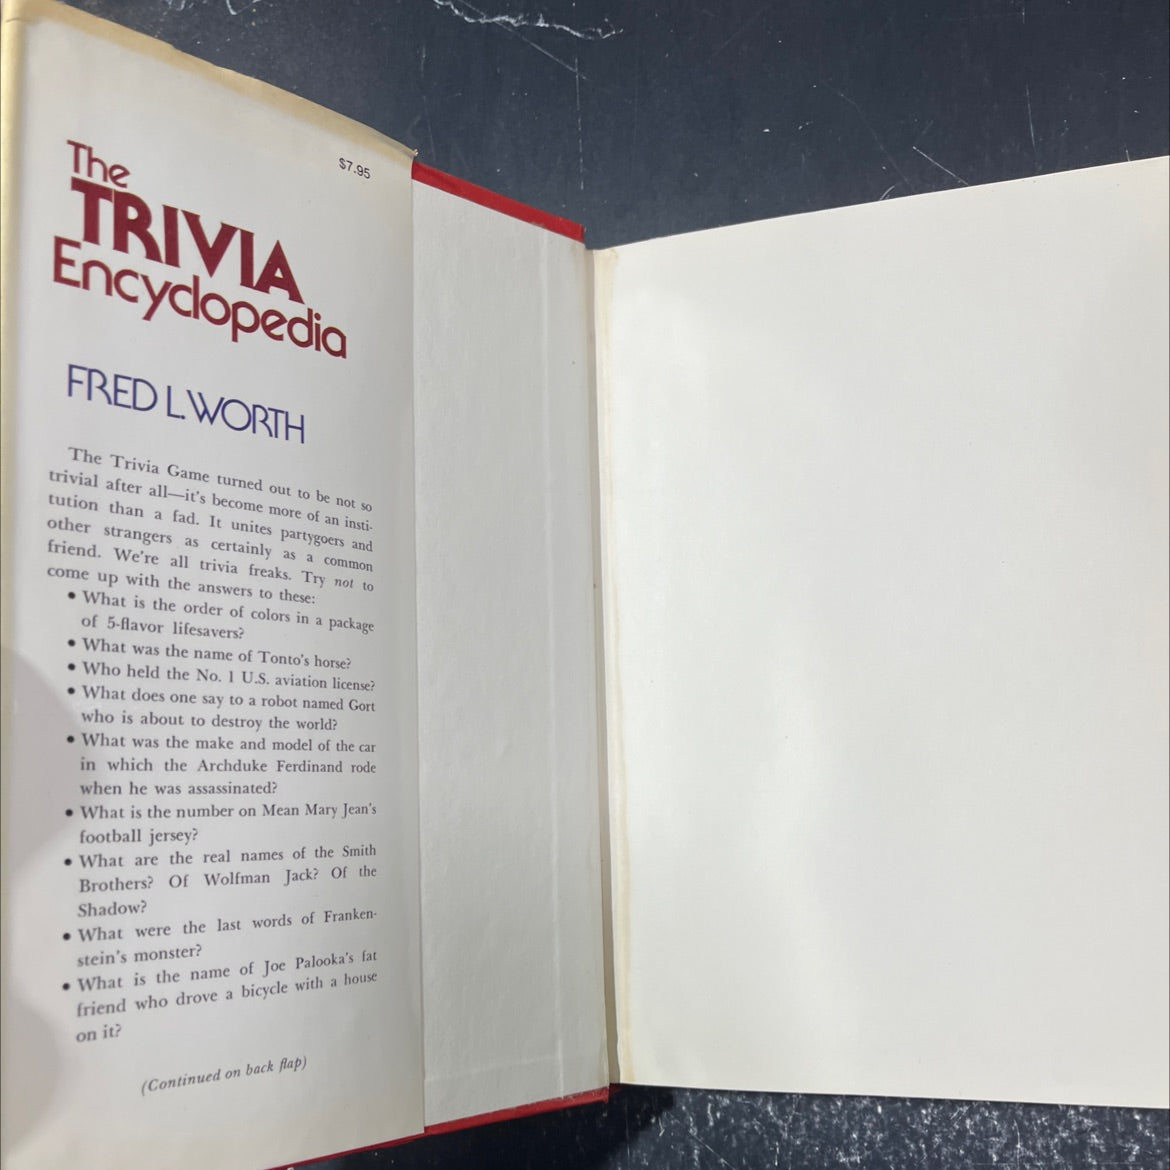 $7.95
The
TRIVIA
Encyclopedia
FRED L. WORTH
The Trivia Game turned out to be not so
trivial after all—it's become more of an insti-
tution than a fad. It unites partygoers and
other strangers as certainly as a common
friend. We're all trivia freaks. Try not to
come up with the answers to these:
• What is the order of colors in a package
of 5-flavor lifesavers?
• What was the name of Tonto's horse?
• Who held the No. 1 U.S. aviation license?
• What does one say to a robot named Gort
who is about to destroy the world?
• What was the make and model of the car
in which the Archduke Ferdinand rode
when he was assassinated?
• What is the number on Mean Mary Jean's
football jersey?
• What are the real names of the Smith
Brothers? Of Wolfman Jack? Of the
Shadow?
• What were the last words of Franken-
stein's monster?
• What is the name of Joe Palooka's fat
friend who drove a bicycle with a house
on it?
(Continued on back flap)